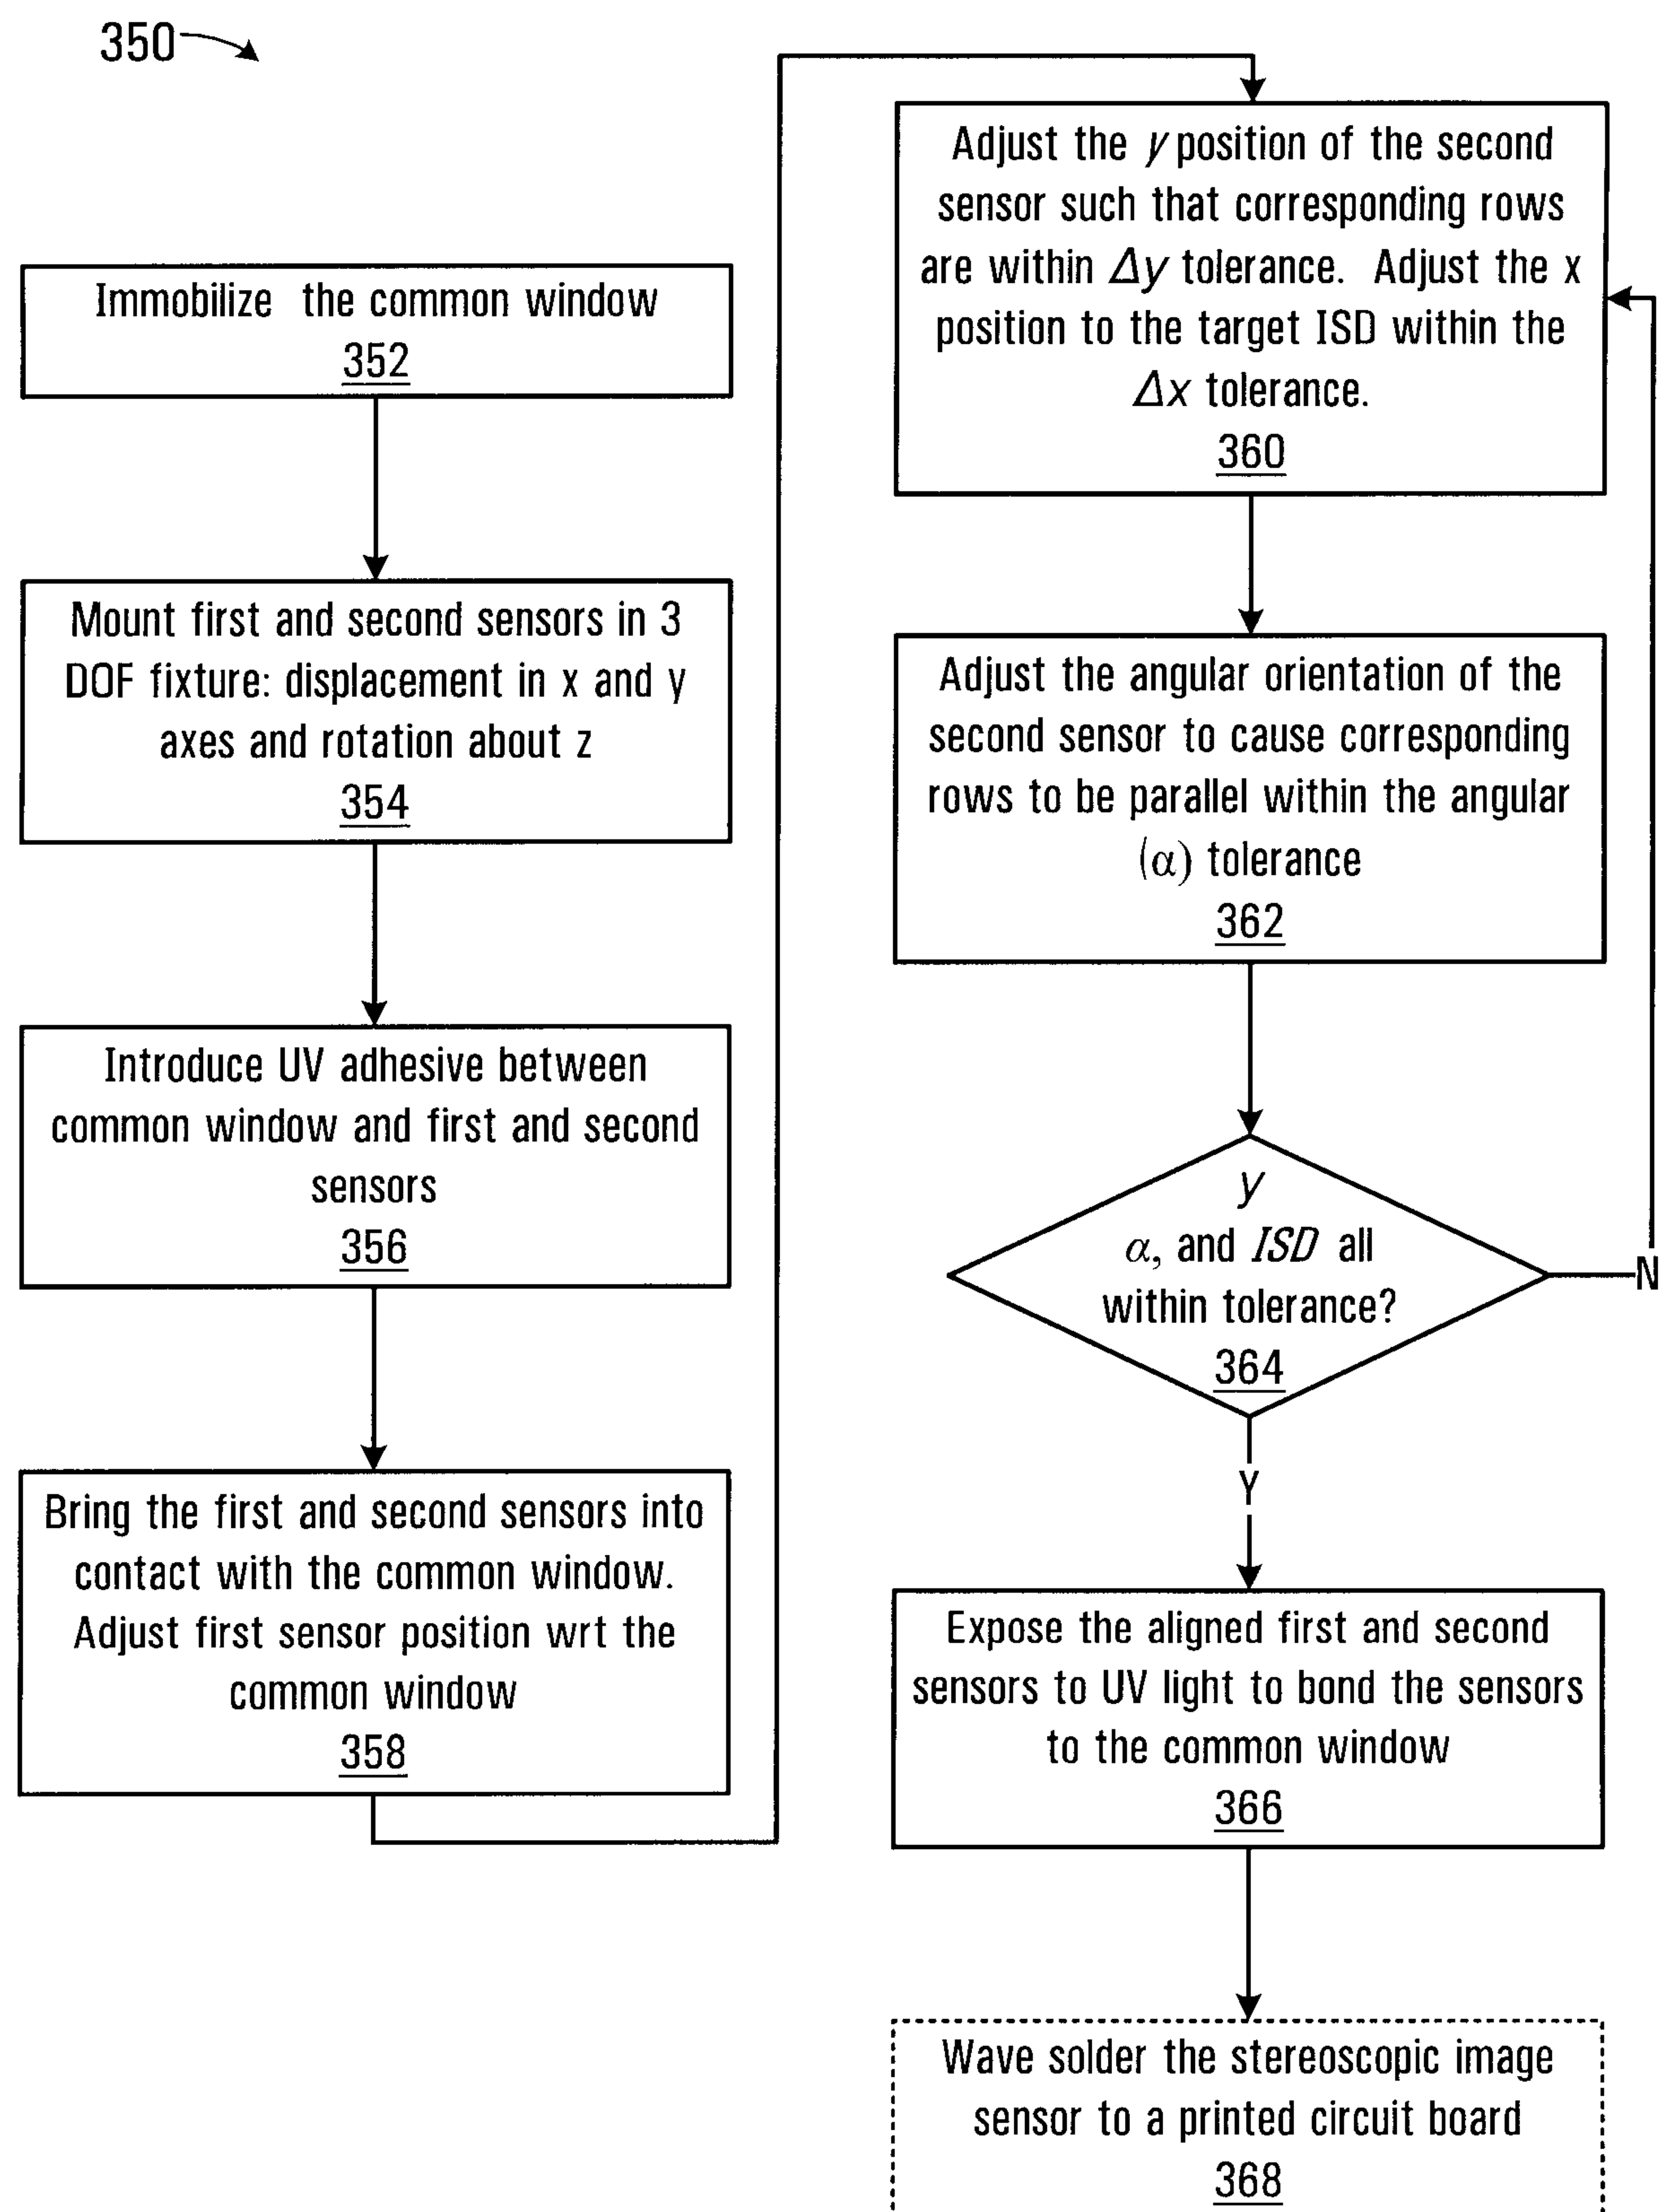 350
Immobilize the common window
352
Mount first and second sensors in 3
DOF fixture: displacement in x and y
axes and rotation about z
354
Introduce UV adhesive between
common window and first and second
sensors
356
Bring the first and second sensors into
contact with the common window.
Adjust first sensor position wrt the
common window
358
Adjust the y position of the second
sensor such that corresponding rows
are within Δy tolerance. Adjust the x
position to the target ISD within the
Δx tolerance.
360
Adjust the angular orientation of the
second sensor to cause corresponding
rows to be parallel within the angular
(α) tolerance
362
y
α, and ISD all
within tolerance?
364
N
Y
Expose the aligned first and second
sensors to UV light to bond the sensors
to the common window
366
Wave solder the stereoscopic image
sensor to a printed circuit board
368